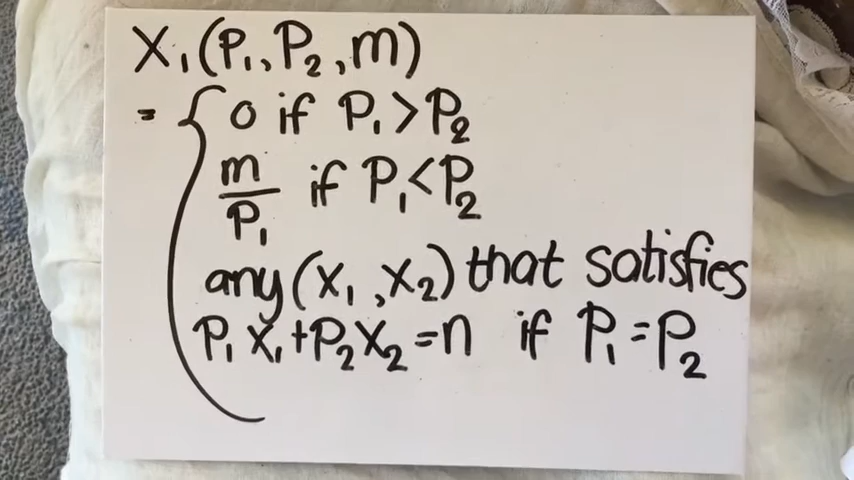 X₁(P₁,P₂,m)
= { 0 if P₁>P₂
m/P₁ if P₁<P₂
any (X₁,X₂) that satisfies
P₁X₁+P₂X₂=n if P₁=P₂